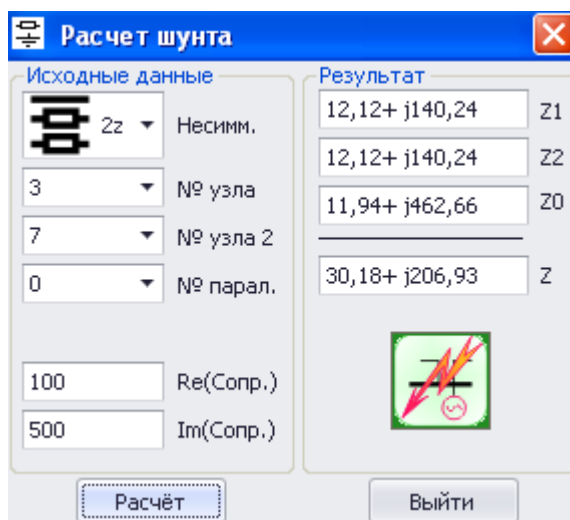 Расчет шунта
Исходные данные
2z Несимм.
3 № узла
7 № узла 2
0 № парал.
100 Re(Сопр.)
500 Im(Сопр.)
Результат
12,12+ j140,24 Z1
12,12+ j140,24 Z2
11,94+ j462,66 Z0
30,18+ j206,93 Z
Расчёт
Выйти